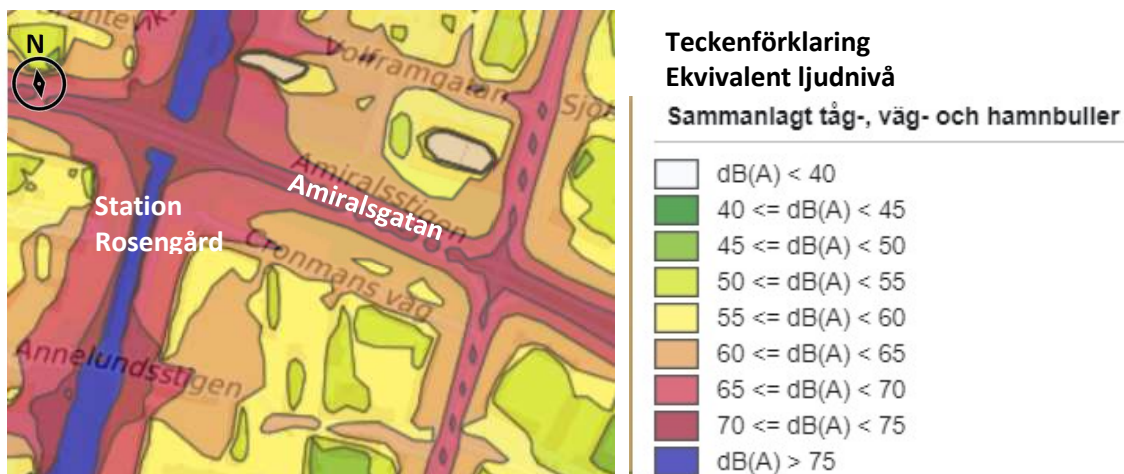 N
Volframgatan
Amiralsstigen
Amiralsgatan
Station
Rosengård
Cronmans väg
Annelundsstigen
Teckenförklaring
Ekvivalent ljudnivå
Sammanlagt tåg-, väg- och hamnbuller
dB(A) < 40
40 <= dB(A) < 45
45 <= dB(A) < 50
50 <= dB(A) < 55
55 <= dB(A) < 60
60 <= dB(A) < 65
65 <= dB(A) < 70
70 <= dB(A) < 75
dB(A) > 75